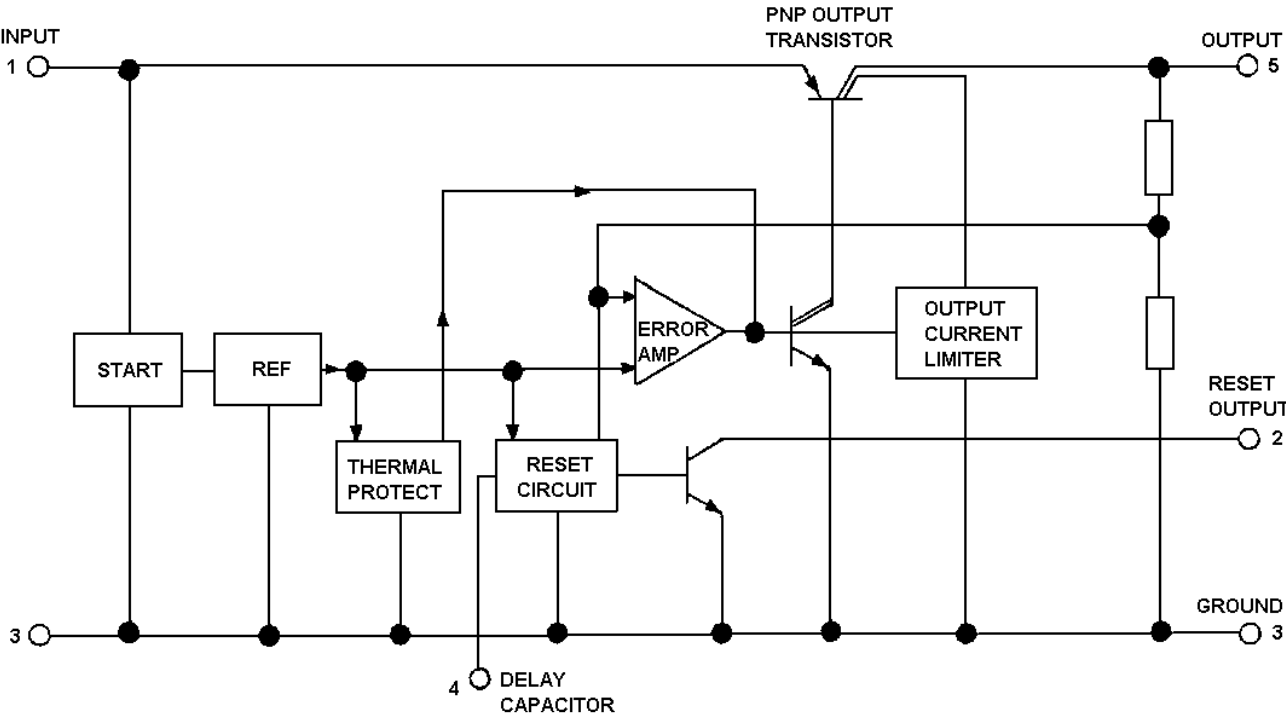 PNP OUTPUT
TRANSISTOR
INPUT
1
OUTPUT
5
START
REF
ERROR
AMP
OUTPUT
CURRENT
LIMITER
THERMAL
PROTECT
RESET
CIRCUIT
RESET
OUTPUT
2
3
GROUND
3
4
DELAY
CAPACITOR